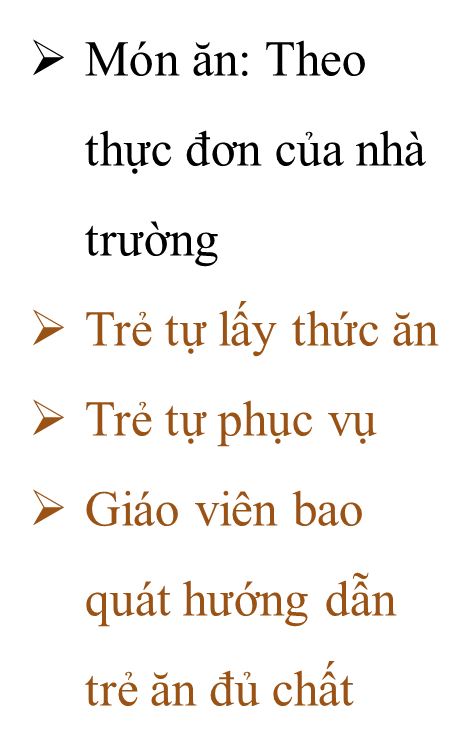 ➢ Món ăn: Theo
thực đơn của nhà
trường
➢ Trẻ tự lấy thức ăn
➢ Trẻ tự phục vụ
➢ Giáo viên bao
quát hướng dẫn
trẻ ăn đủ chất